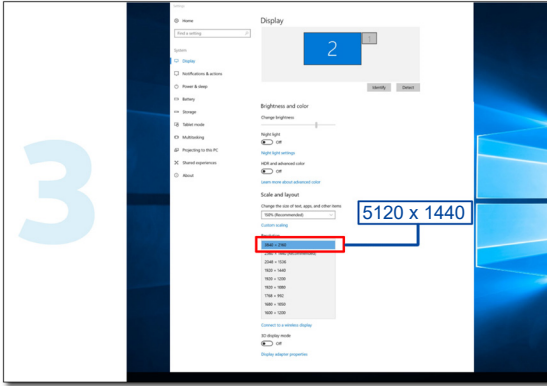 Settings
Home
Display
Find a setting
2
1
System
Display
Notifications & actions
Power & sleep
Identify
Detect
Battery
Storage
Brightness and color
Tablet mode
Change brightness
Multitasking
Night light
Projecting to this PC
Off
Shared experiences
Night light settings
About
HDR and advanced color
Off
Learn more about advanced color
3
Scale and layout
Change the size of text, apps, and other items
150% (Recommended)
5120 x 1440
Custom scaling
Resolution
3840 × 2160
2048 × 1536
1920 × 1440
1920 × 1200
1920 × 1080
1680 × 1050
1600 × 1200
Connect to a wireless display
3D display mode
Off
Display adapter properties